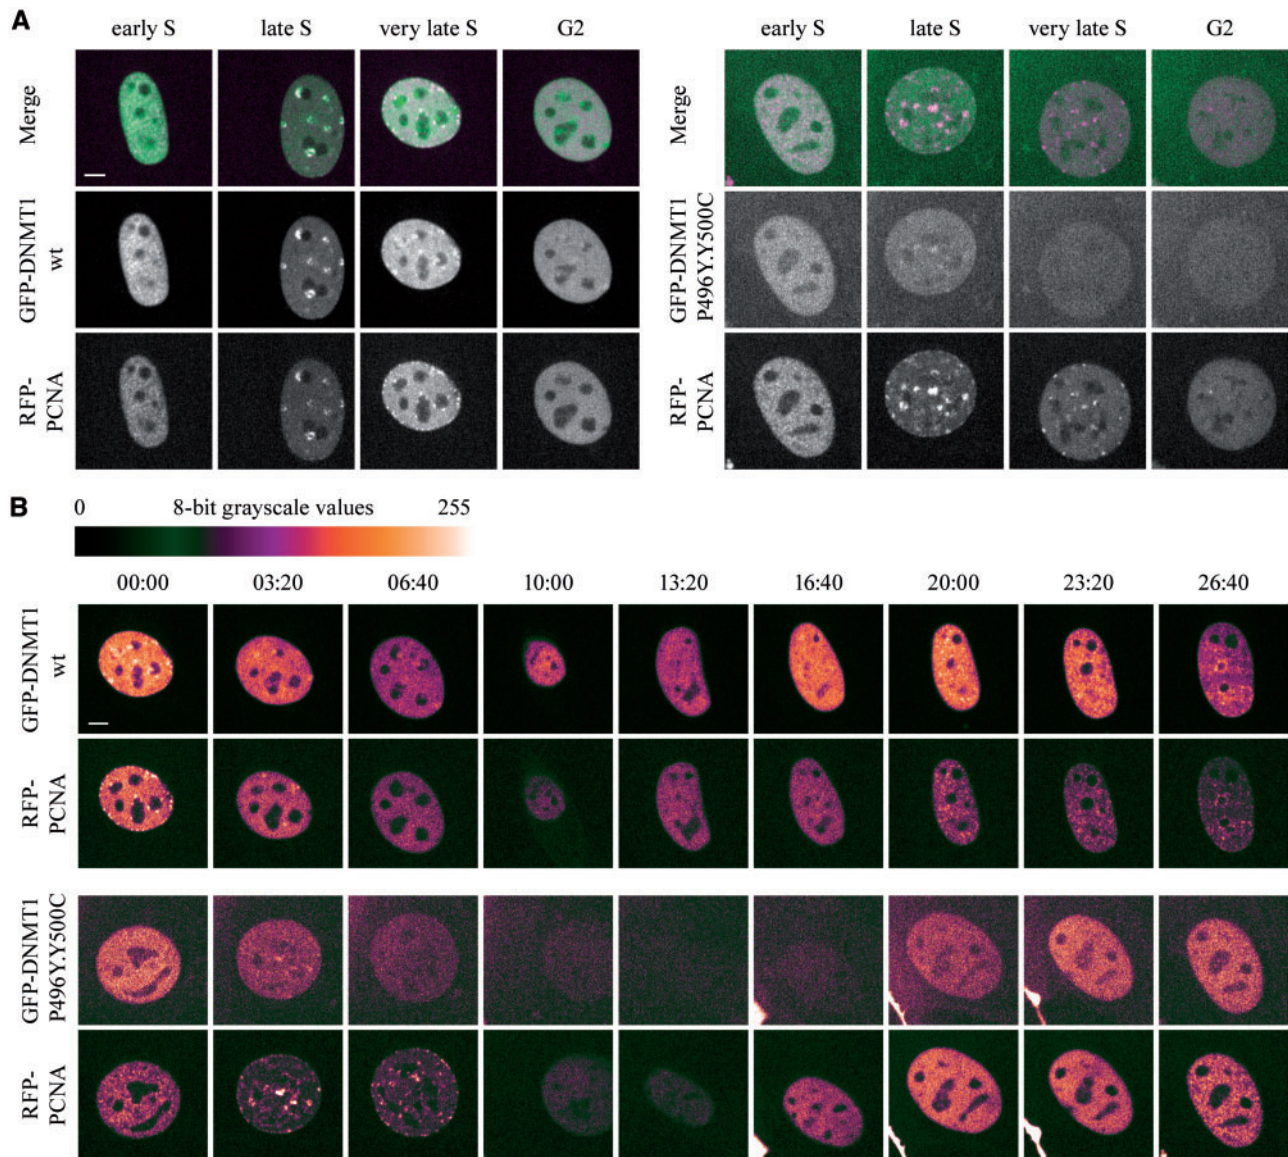 A
early S late S very late S G2 early S late S very late S G2
Merge Merge
GFP-DNMT1
wt
GFP-DNMT1
P496Y.Y500C
RFP-
PCNA
RFP-
PCNA
B
0 8-bit grayscale values 255
00:00 03:20 06:40 10:00 13:20 16:40 20:00 23:20 26:40
GFP-DNMT1
wt
RFP-
PCNA
GFP-DNMT1
P496Y.Y500C
RFP-
PCNA